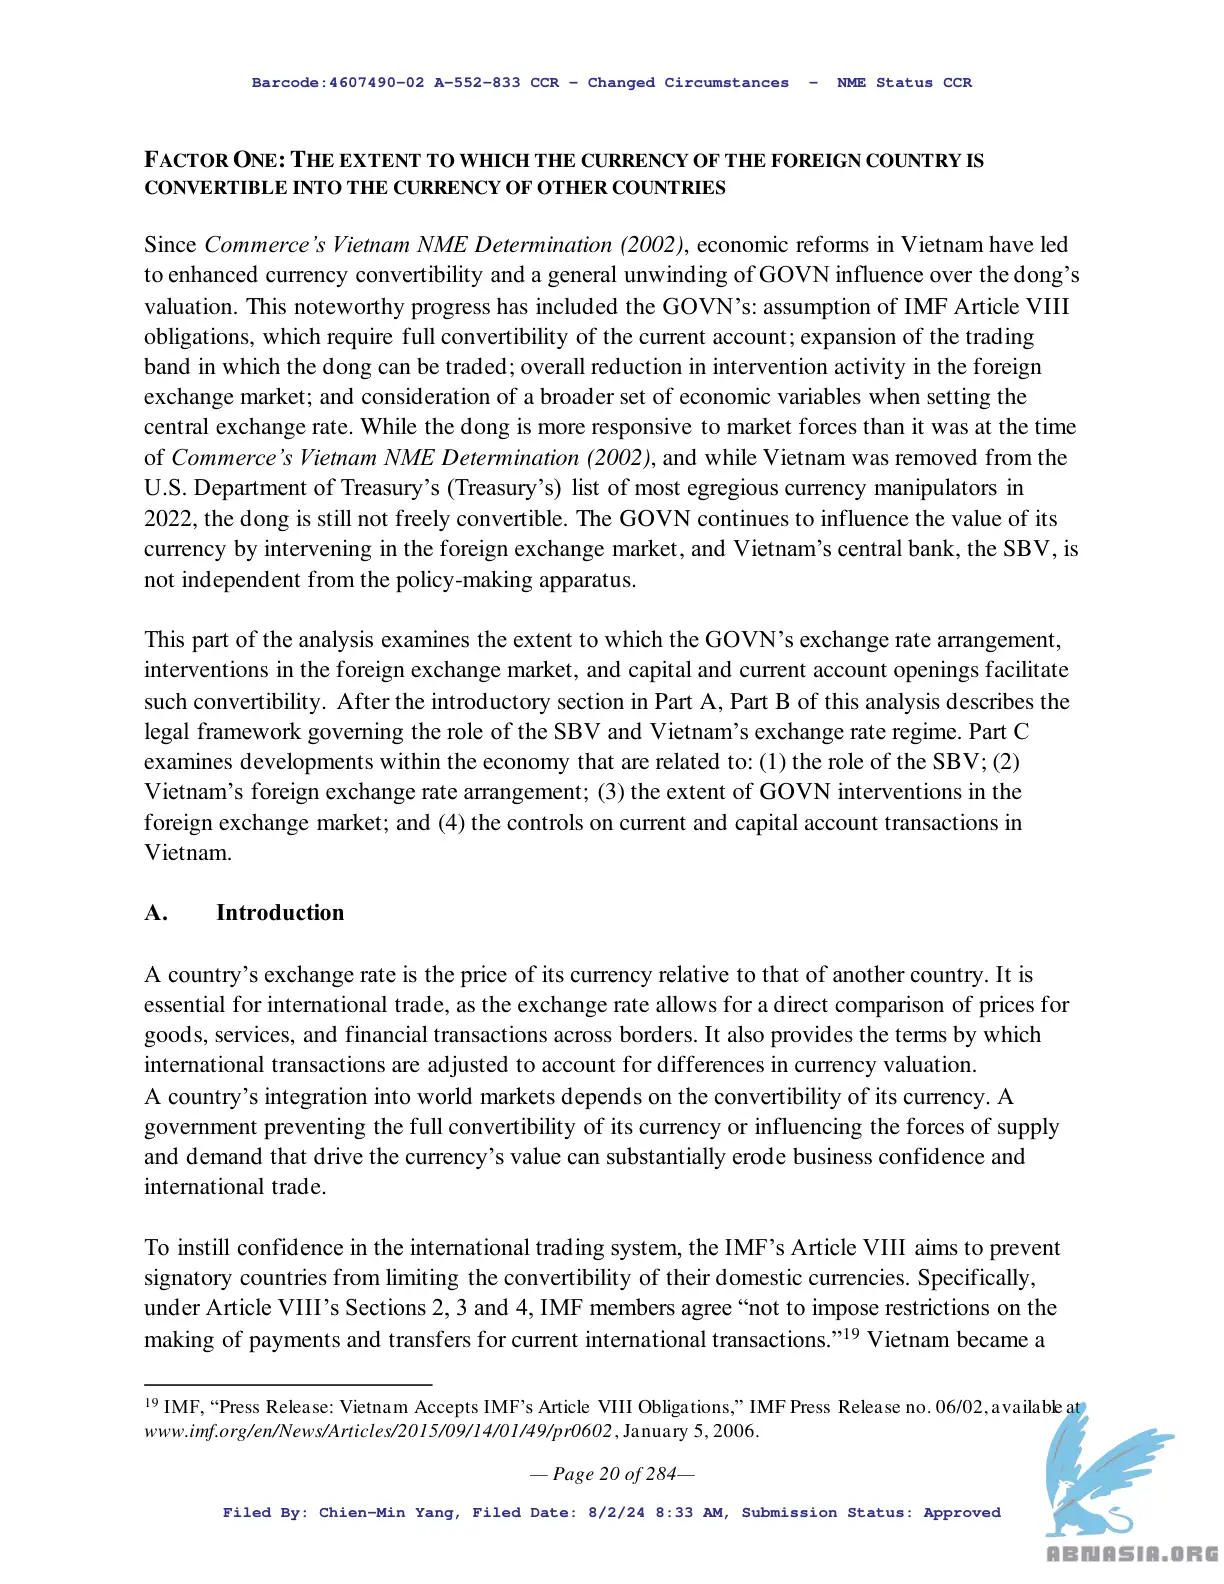 Barcode:4607490-02 A-552-833 CCR - Changed Circumstances - NME Status CCR
FACTOR ONE: THE EXTENT TO WHICH THE CURRENCY OF THE FOREIGN COUNTRY IS
CONVERTIBLE INTO THE CURRENCY OF OTHER COUNTRIES
Since Commerce’s Vietnam NME Determination (2002), economic reforms in Vietnam have led
to enhanced currency convertibility and a general unwinding of GOVN influence over the dong’s
valuation. This noteworthy progress has included the GOVN’s: assumption of IMF Article VIII
obligations, which require full convertibility of the current account; expansion of the trading
band in which the dong can be traded; overall reduction in intervention activity in the foreign
exchange market; and consideration of a broader set of economic variables when setting the
central exchange rate. While the dong is more responsive to market forces than it was at the time
of Commerce’s Vietnam NME Determination (2002), and while Vietnam was removed from the
U.S. Department of Treasury’s (Treasury’s) list of most egregious currency manipulators in
2022, the dong is still not freely convertible. The GOVN continues to influence the value of its
currency by intervening in the foreign exchange market, and Vietnam’s central bank, the SBV, is
not independent from the policy-making apparatus.
This part of the analysis examines the extent to which the GOVN’s exchange rate arrangement,
interventions in the foreign exchange market, and capital and current account openings facilitate
such convertibility. After the introductory section in Part A, Part B of this analysis describes the
legal framework governing the role of the SBV and Vietnam’s exchange rate regime. Part C
examines developments within the economy that are related to: (1) the role of the SBV; (2)
Vietnam’s foreign exchange rate arrangement; (3) the extent of GOVN interventions in the
foreign exchange market; and (4) the controls on current and capital account transactions in
Vietnam.
A. Introduction
A country’s exchange rate is the price of its currency relative to that of another country. It is
essential for international trade, as the exchange rate allows for a direct comparison of prices for
goods, services, and financial transactions across borders. It also provides the terms by which
international transactions are adjusted to account for differences in currency valuation.
A country’s integration into world markets depends on the convertibility of its currency. A
government preventing the full convertibility of its currency or influencing the forces of supply
and demand that drive the currency’s value can substantially erode business confidence and
international trade.
To instill confidence in the international trading system, the IMF’s Article VIII aims to prevent
signatory countries from limiting the convertibility of their domestic currencies. Specifically,
under Article VIII’s Sections 2, 3 and 4, IMF members agree “not to impose restrictions on the
making of payments and transfers for current international transactions.”19 Vietnam became a
19 IMF, “Press Release: Vietnam Accepts IMF’s Article VIII Obligations,” IMF Press Release no. 06/02, available at
www.imf.org/en/News/Articles/2015/09/14/01/49/pr0602, January 5, 2006.
— Page 20 of 284—
Filed By: Chien-Min Yang, Filed Date: 8/2/24 8:33 AM, Submission Status: Approved
ABNASIA.ORG